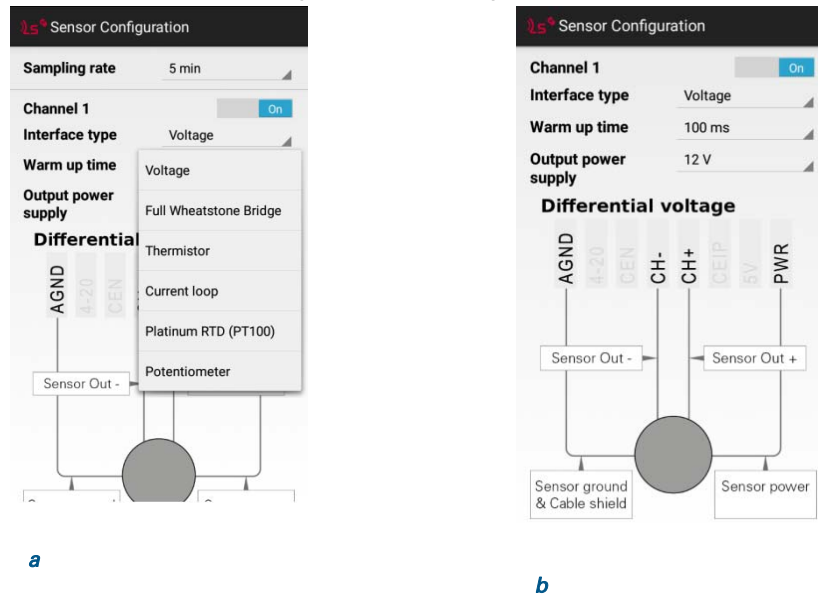 Sensor Configuration
Sampling rate 5 min
Channel 1 On
Interface type Voltage
Warm up time
Output power
supply
Voltage
Full Wheatstone Bridge
Thermistor
Current loop
Platinum RTD (PT100)
Potentiometer
Differential
AGND
4-20
CEN
Sensor Out -
a
Sensor Configuration
Channel 1 On
Interface type Voltage
Warm up time 100 ms
Output power 12 V
supply
Differential voltage
AGND
4-20
CEN
CH-
CH+
CEIP
5V
PWR
Sensor Out -
Sensor Out +
Sensor ground
& Cable shield
Sensor power
b